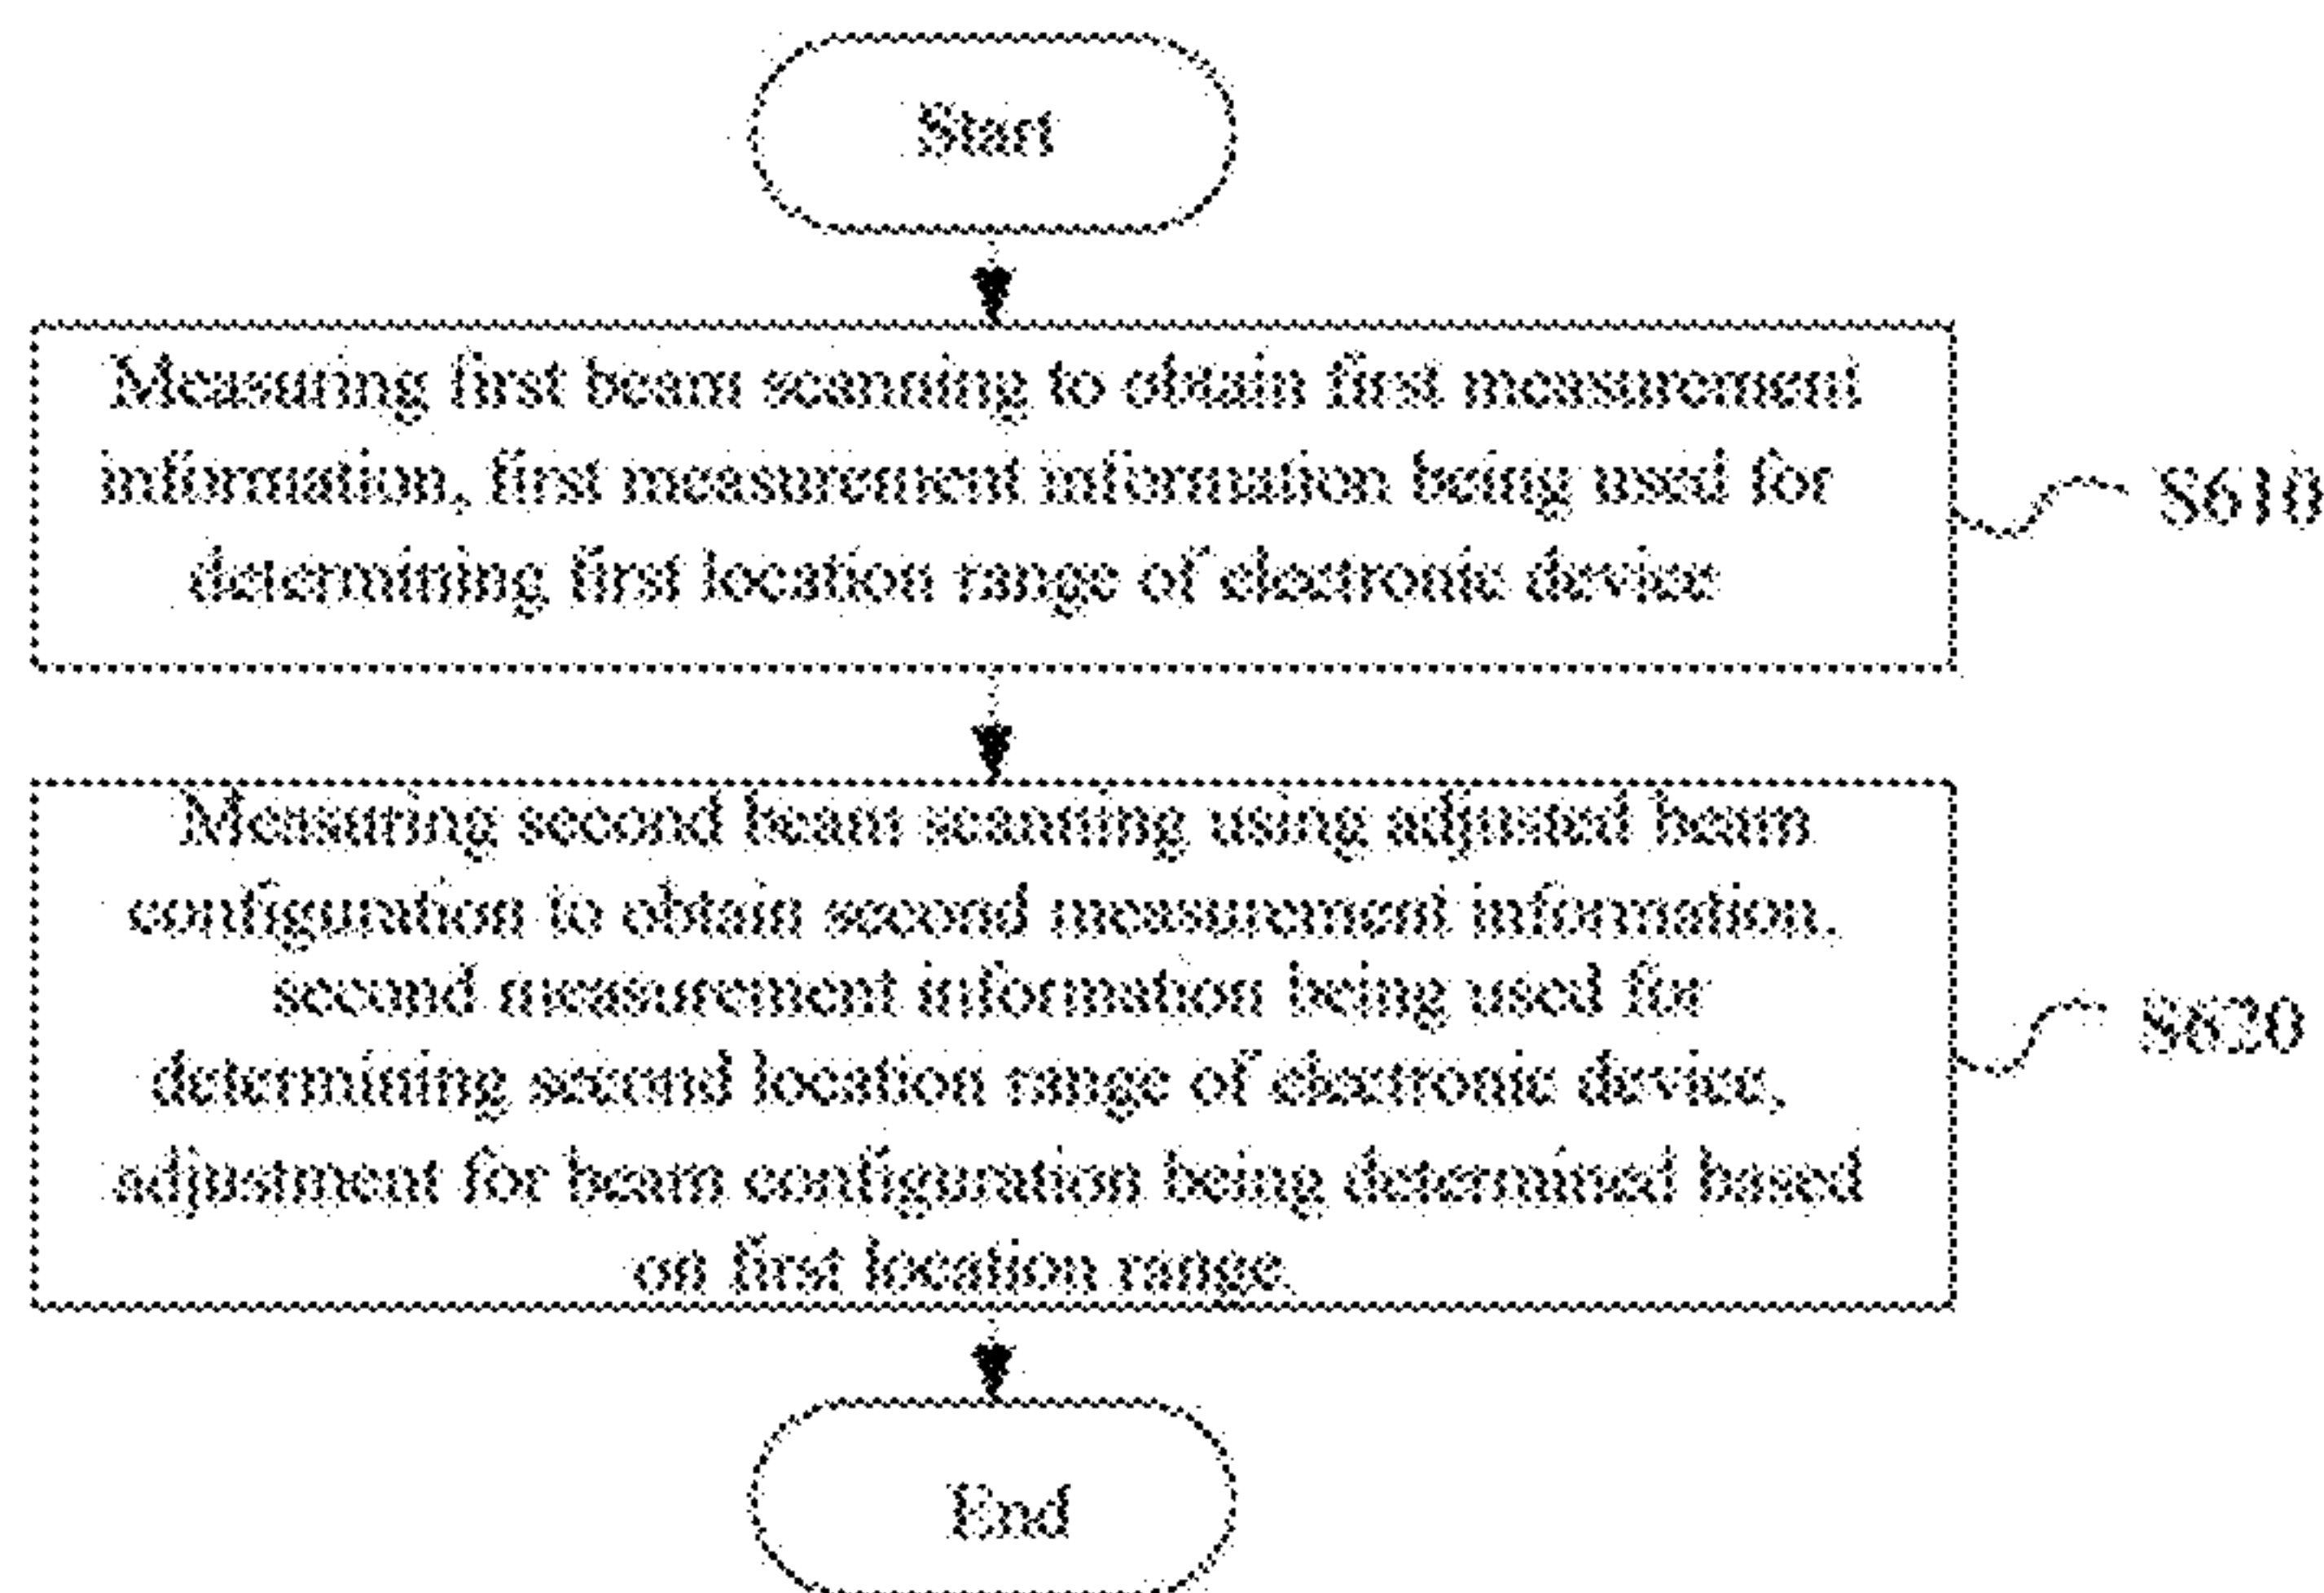 Start
Measuring first beam scanning to obtain first measurement
information, first measurement information being used for
S610
determining first location range of electronic device
Measuring second beam scanning using adjusted beam
configuration to obtain second measurement information,
second measurement information being used for
S620
determining second location range of electronic device,
adjustment for beam configuration being determined based
on first location range.
End